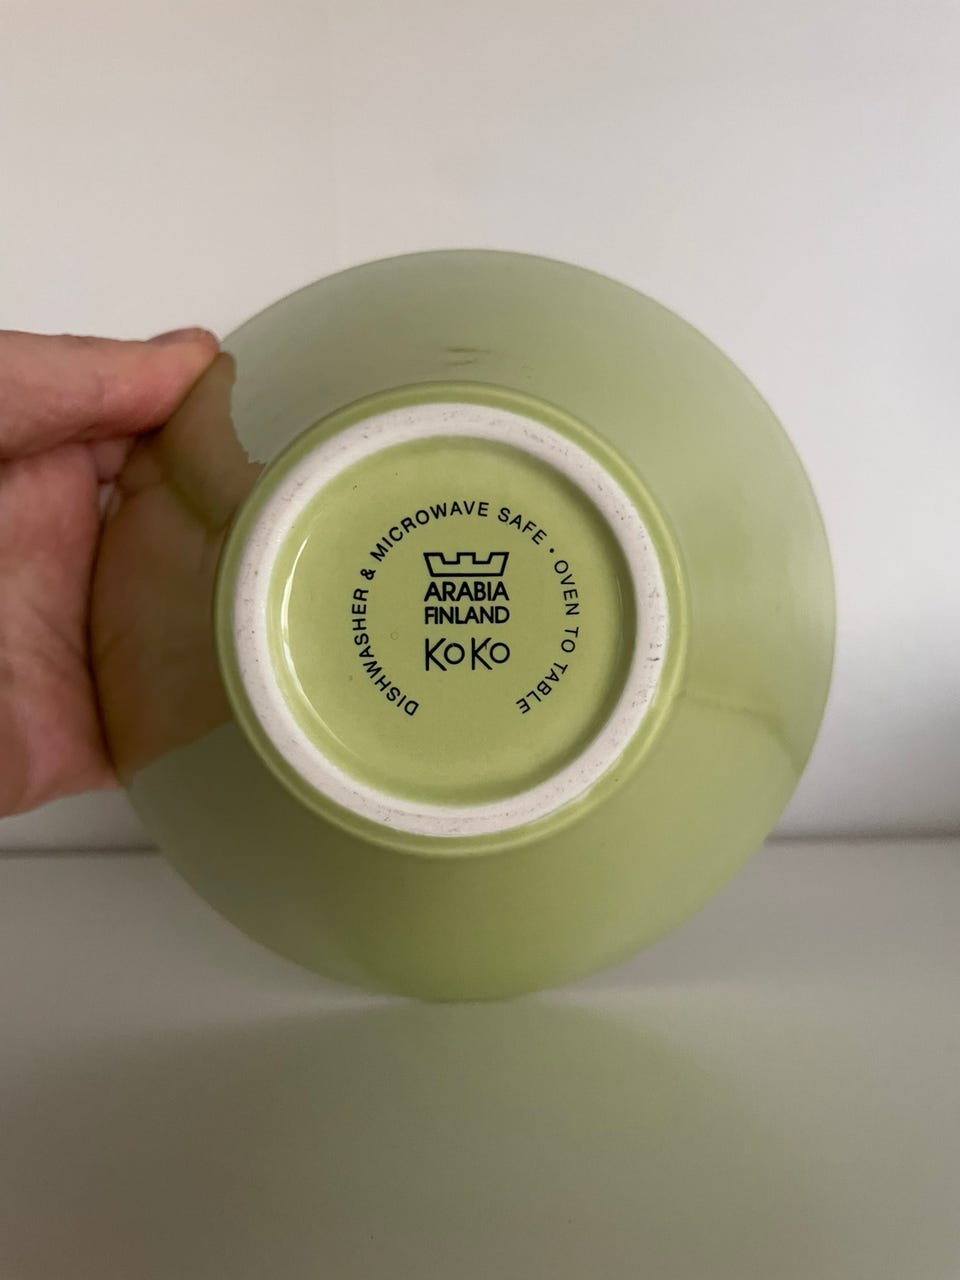 DISHWASHER & MICROWAVE SAFE • OVEN TO TABLE
ARABIA
FINLAND
KoKo